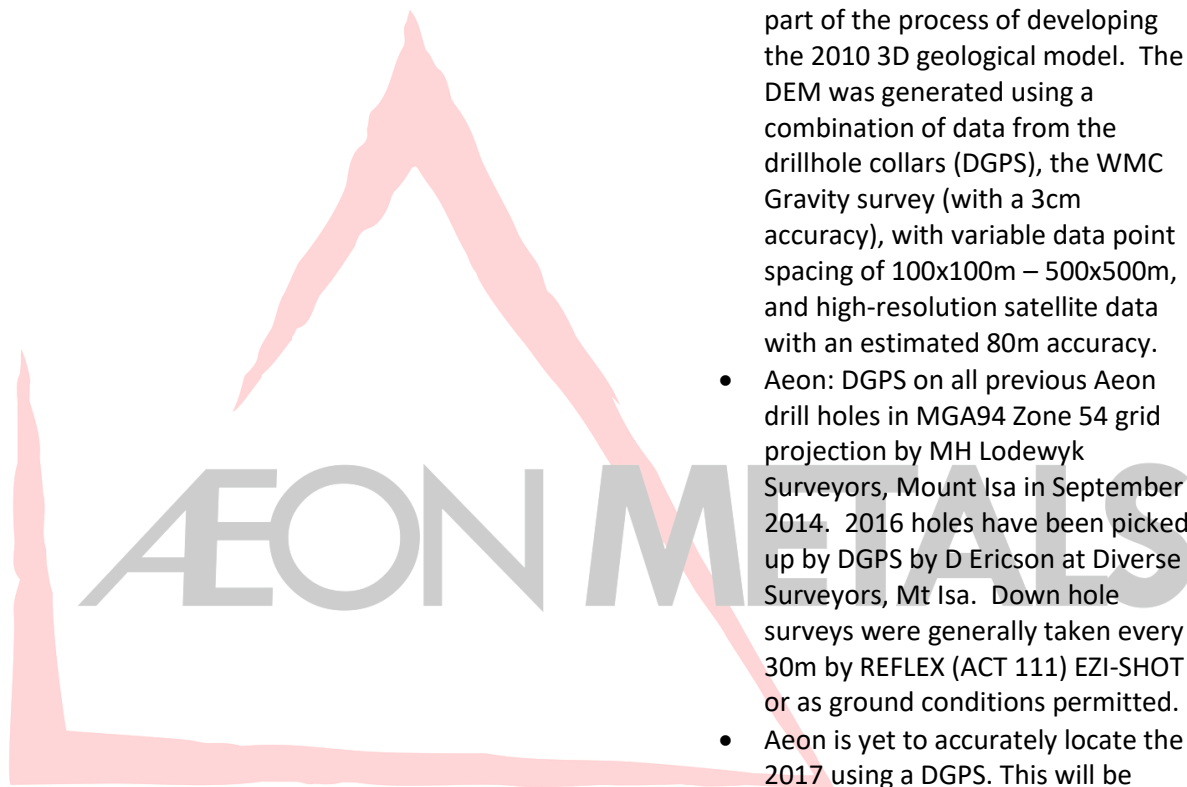 part of the process of developing
the 2010 3D geological model.  The
DEM was generated using a
combination of data from the
drillhole collars (DGPS), the WMC
Gravity survey (with a 3cm
accuracy), with variable data point
spacing of 100x100m – 500x500m,
and high-resolution satellite data
with an estimated 80m accuracy.
• Aeon: DGPS on all previous Aeon
drill holes in MGA94 Zone 54 grid
projection by MH Lodewyk
Surveyors, Mount Isa in September
2014.  2016 holes have been picked
up by DGPS by D Ericson at Diverse
Surveyors, Mt Isa.  Down hole
surveys were generally taken every
30m by REFLEX (ACT 111) EZI-SHOT
or as ground conditions permitted.
• Aeon is yet to accurately locate the
2017 using a DGPS. This will be
ÆON METALS